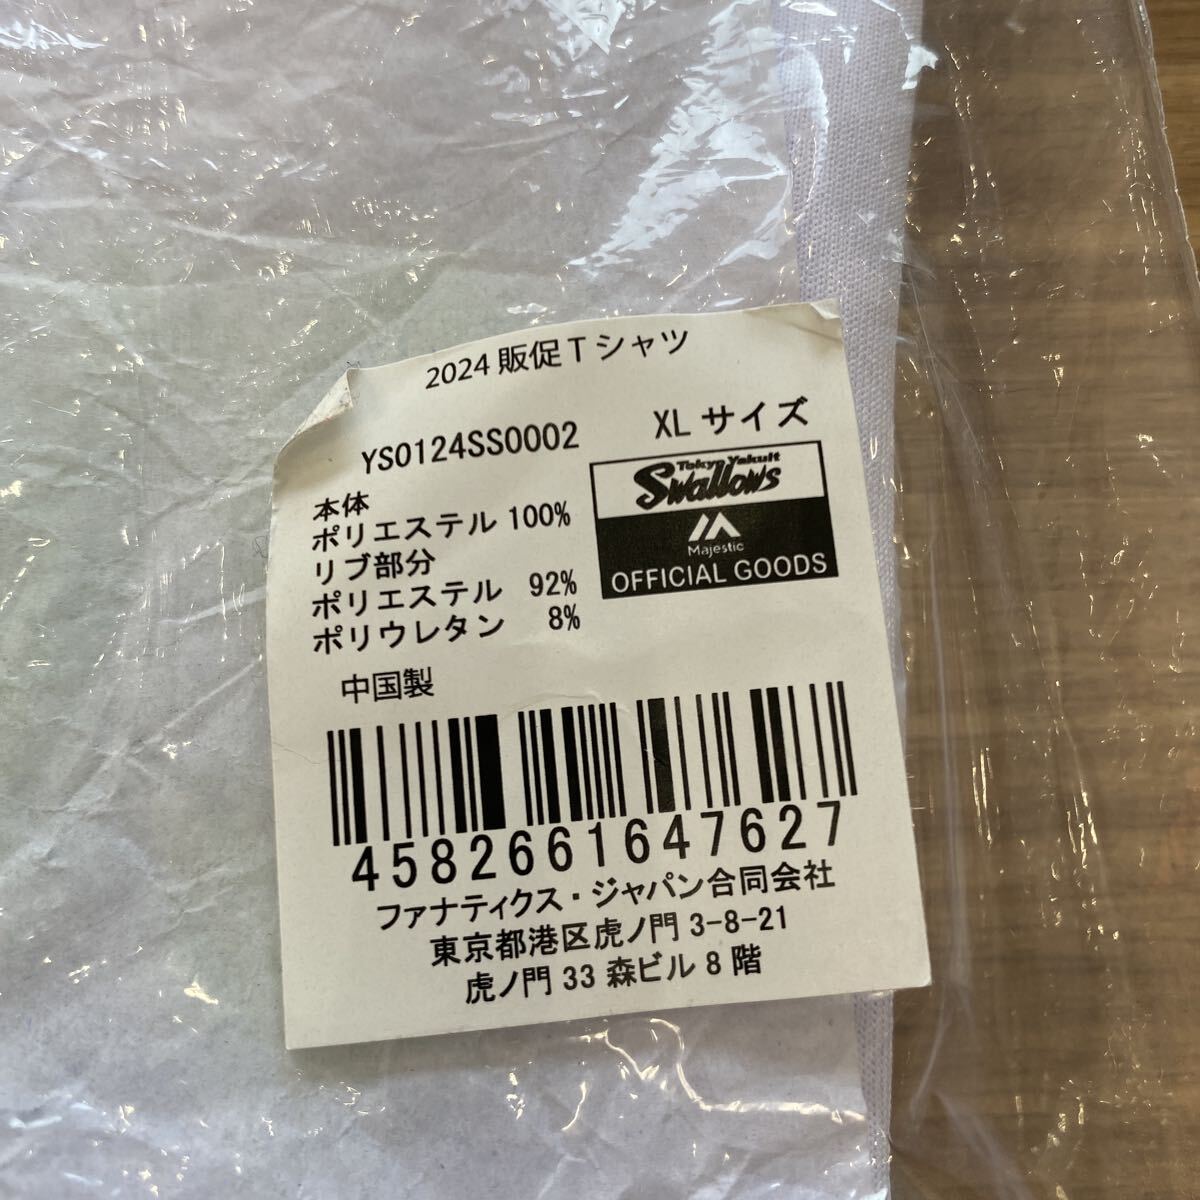 2024 販促Tシャツ
YS0124SS0002
XL サイズ
本体
ポリエステル 100%
リブ部分
ポリエステル 92%
ポリウレタン 8%
Tokyo Yakult
Swallows
Majestic
OFFICIAL GOODS
中国製
4582661647627
ファナティクス・ジャパン合同会社
東京都港区虎ノ門 3-8-21
虎ノ門 33 森ビル 8 階